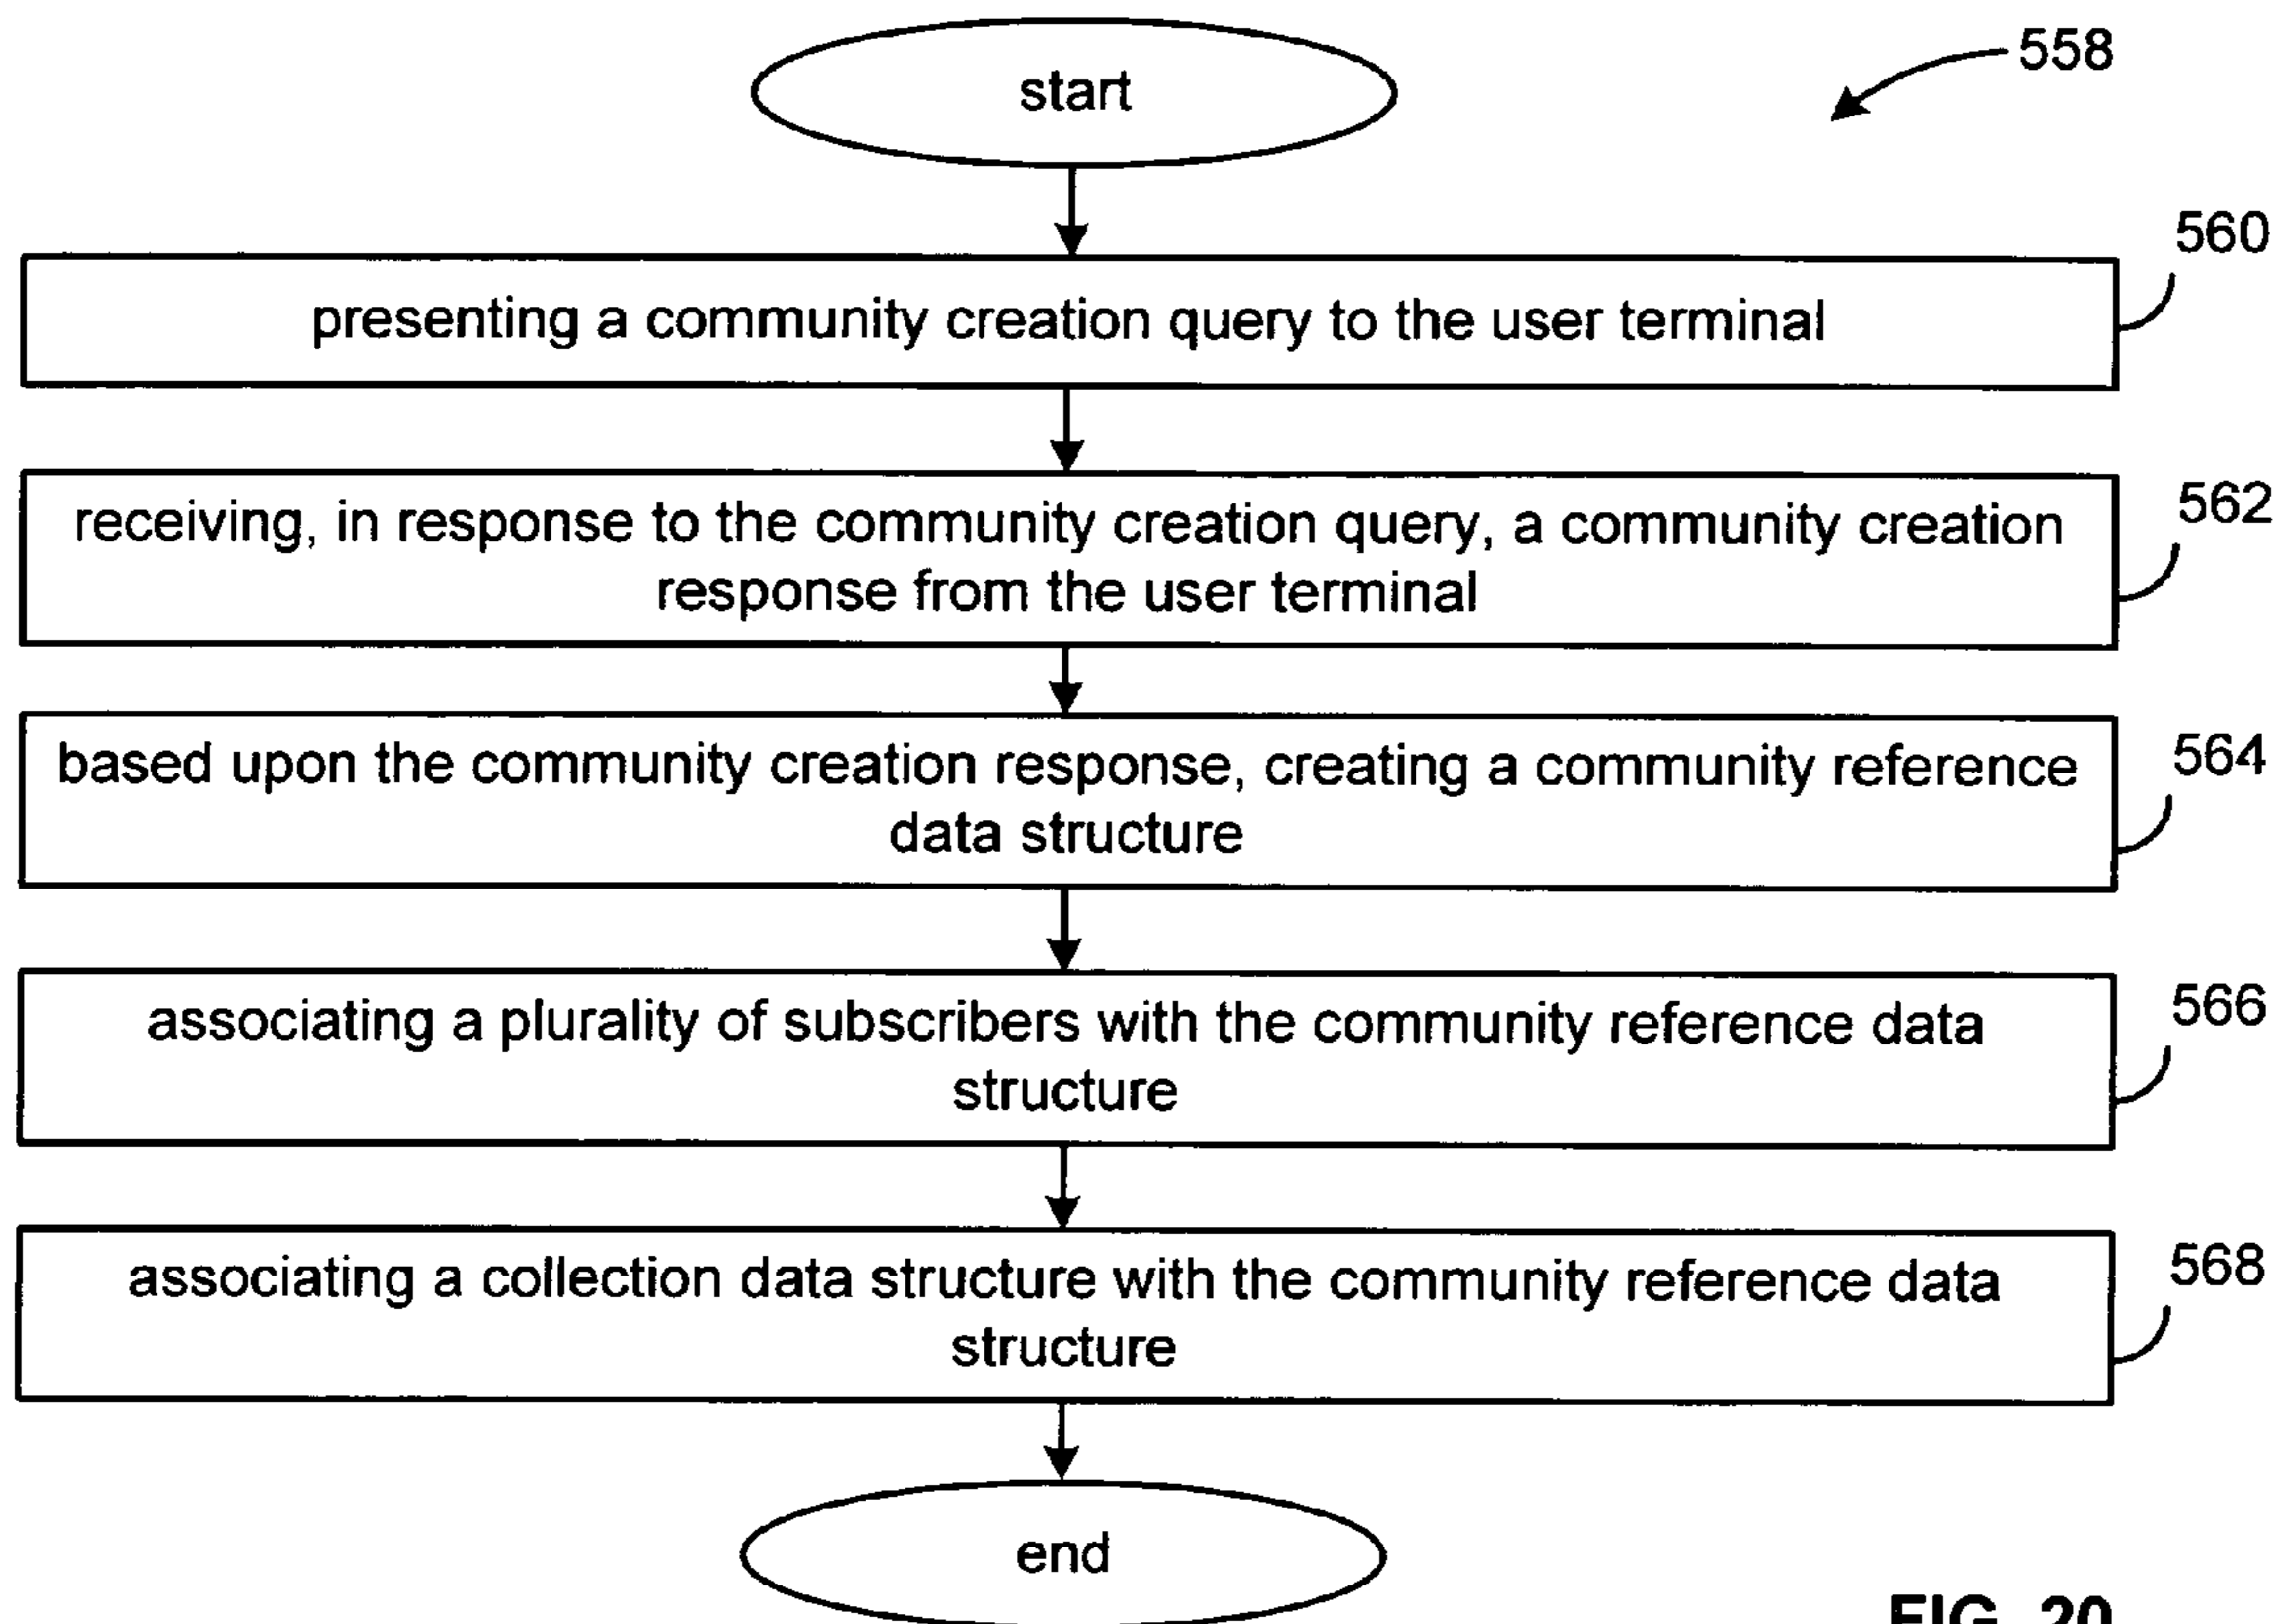 start
558
560
presenting a community creation query to the user terminal
562
receiving, in response to the community creation query, a community creation
response from the user terminal
564
based upon the community creation response, creating a community reference
data structure
566
associating a plurality of subscribers with the community reference data
structure
568
associating a collection data structure with the community reference data
structure
end
FIG. 20